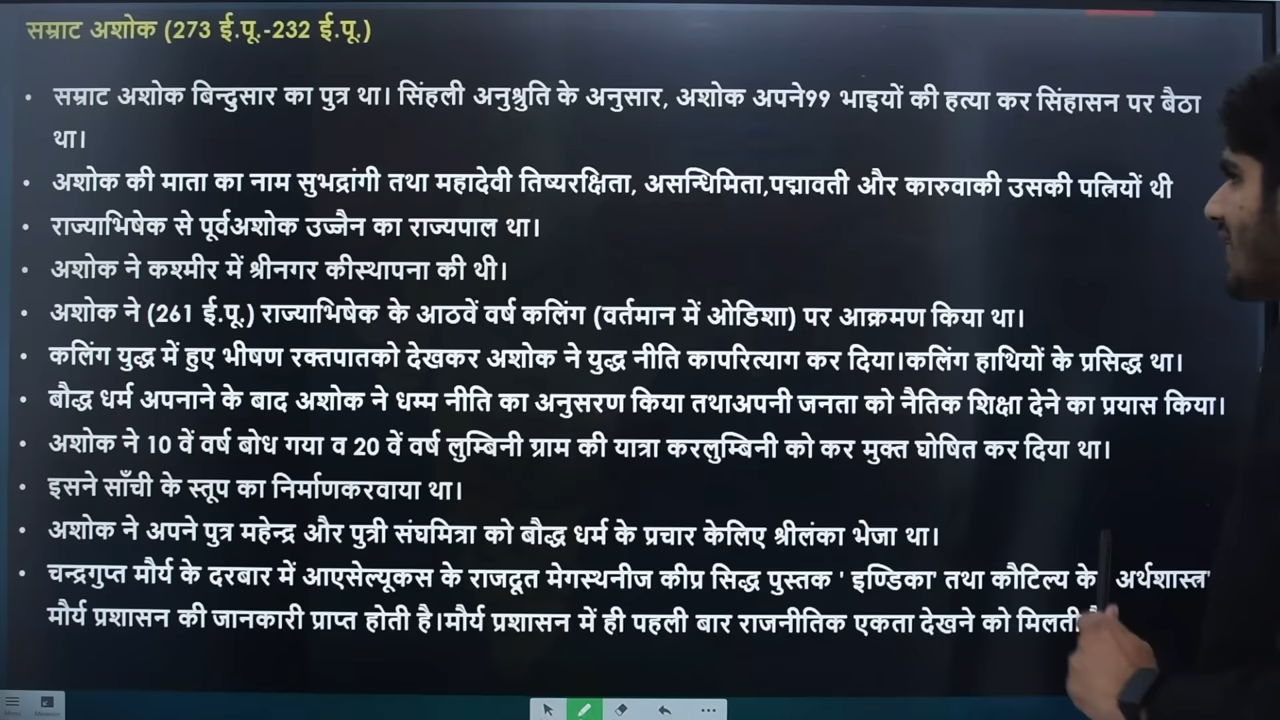 सम्राट अशोक (273 ई.पू.-232 ई.पू.)
• सम्राट अशोक बिन्दुसार का पुत्र था। सिंहली अनुश्रुति के अनुसार, अशोक अपने99 भाइयों की हत्या कर सिंहासन पर बैठा
था।
• अशोक की माता का नाम सुभद्रांगी तथा महादेवी तिष्यरक्षिता, असन्धिमिता,पद्मावती और कारुवाकी उसकी पत्नियों थी
• राज्याभिषेक से पूर्वअशोक उज्जैन का राज्यपाल था।
• अशोक ने कश्मीर में श्रीनगर कीस्थापना की थी।
• अशोक ने (261 ई.पू.) राज्याभिषेक के आठवें वर्ष कलिंग (वर्तमान में ओडिशा) पर आक्रमण किया था।
• कलिंग युद्ध में हुए भीषण रक्तपातको देखकर अशोक ने युद्ध नीति कापरित्याग कर दिया।कलिंग हाथियों के प्रसिद्ध था।
• बौद्ध धर्म अपनाने के बाद अशोक ने धम्म नीति का अनुसरण किया तथाअपनी जनता को नैतिक शिक्षा देने का प्रयास किया।
• अशोक ने 10 वें वर्ष बोध गया व 20 वें वर्ष लुम्बिनी ग्राम की यात्रा करलुम्बिनी को कर मुक्त घोषित कर दिया था।
• इसने साँची के स्तूप का निर्माणकरवाया था।
• अशोक ने अपने पुत्र महेन्द्र और पुत्री संघमित्रा को बौद्ध धर्म के प्रचार केलिए श्रीलंका भेजा था।
• चन्द्रगुप्त मौर्य के दरबार में आएसेल्यूकस के राजदूत मेगस्थनीज कीप्र सिद्ध पुस्तक ' इण्डिका' तथा कौटिल्य के अर्थशास्त्र'
मौर्य प्रशासन की जानकारी प्राप्त होती है।मौर्य प्रशासन में ही पहली बार राजनीतिक एकता देखने को मिलती